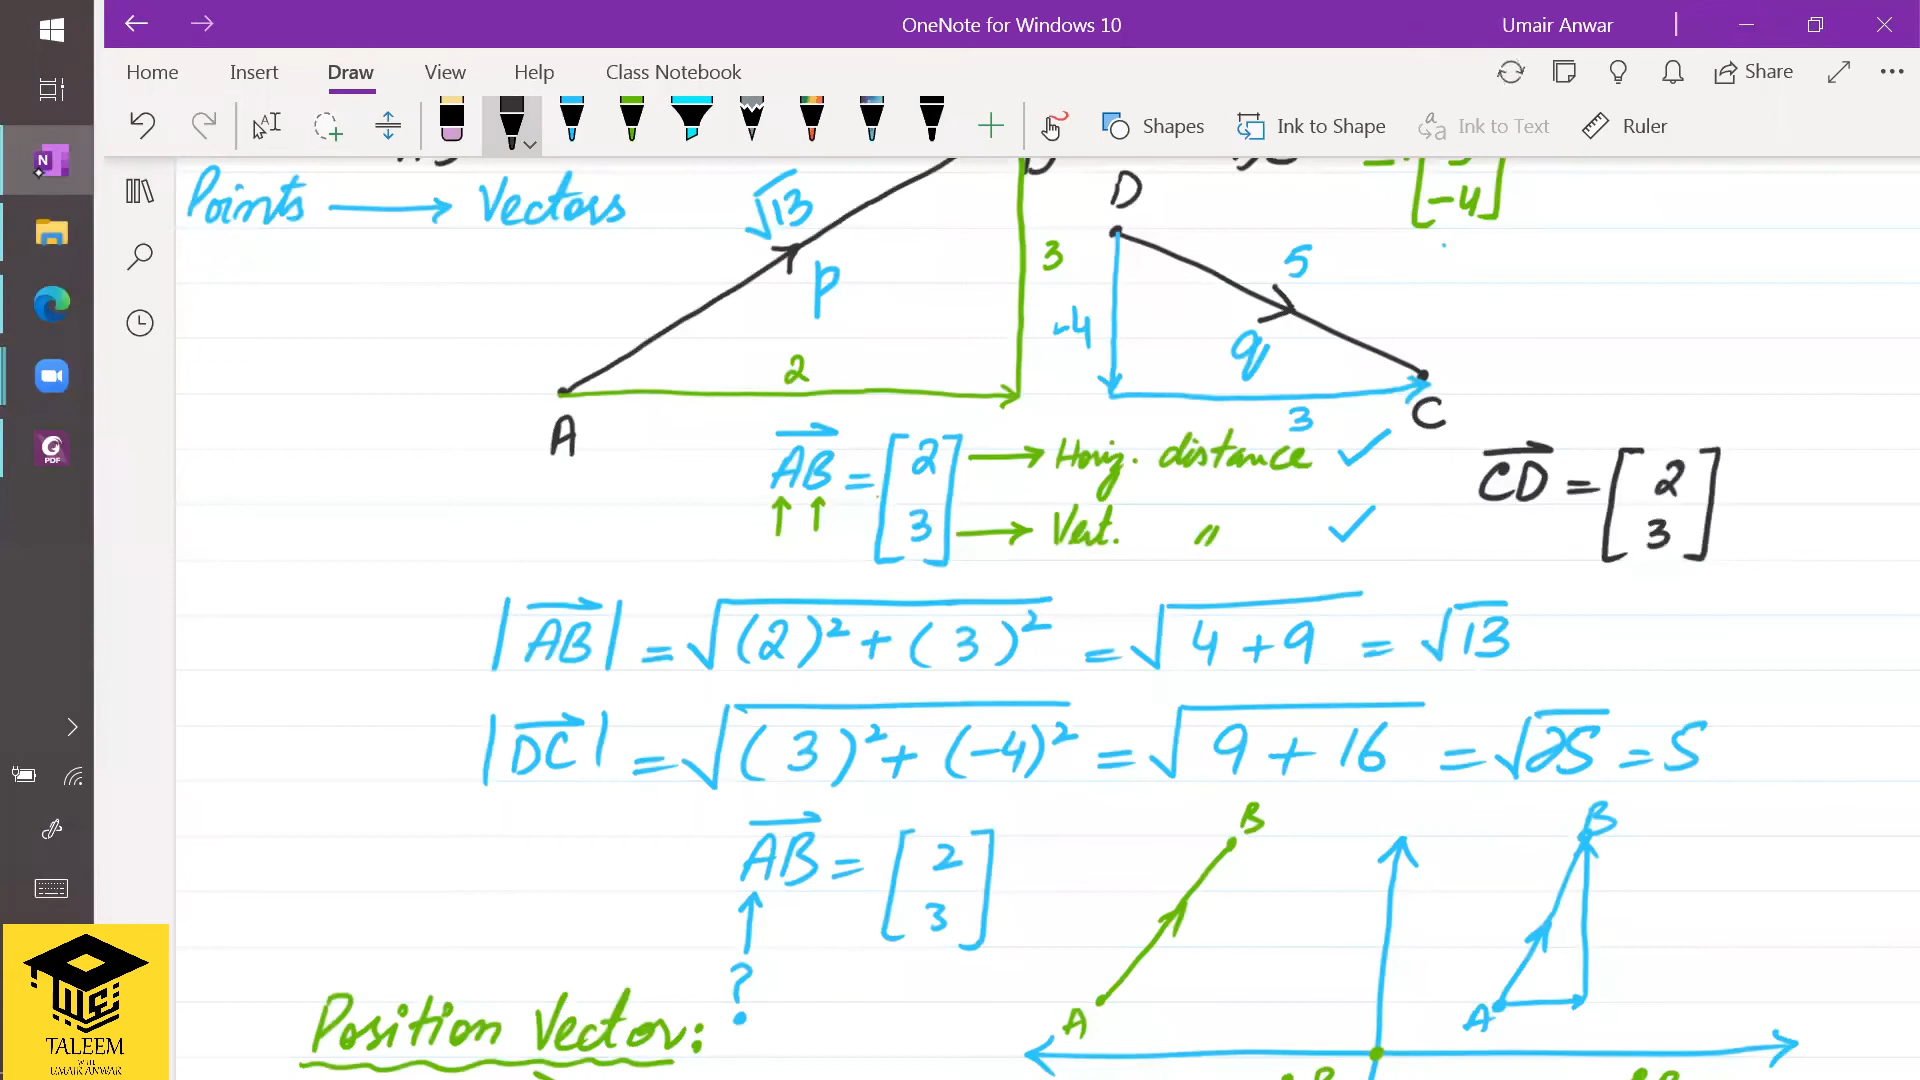 OneNote for Windows 10
Umair Anwar
Home Insert Draw View Help Class Notebook
Share
Shapes Ink to Shape Ink to Text Ruler
Points → Vectors
√13
D
= [ -4 ]
3
5
p
-4
q
2
3
A
C
AB = [2 3] → Horiz. distance ✓
→ Vert. 〃 ✓
CD = [2 3]
|AB| = √(2)² + (3)² = √4 + 9 = √13
|DC| = √(3)² + (-4)² = √9 + 16 = √25 = 5
AB = [2 3]
↑
?
B
B
A
A
Position Vector:
TALEEM
WITH
UMAIR ANWAR